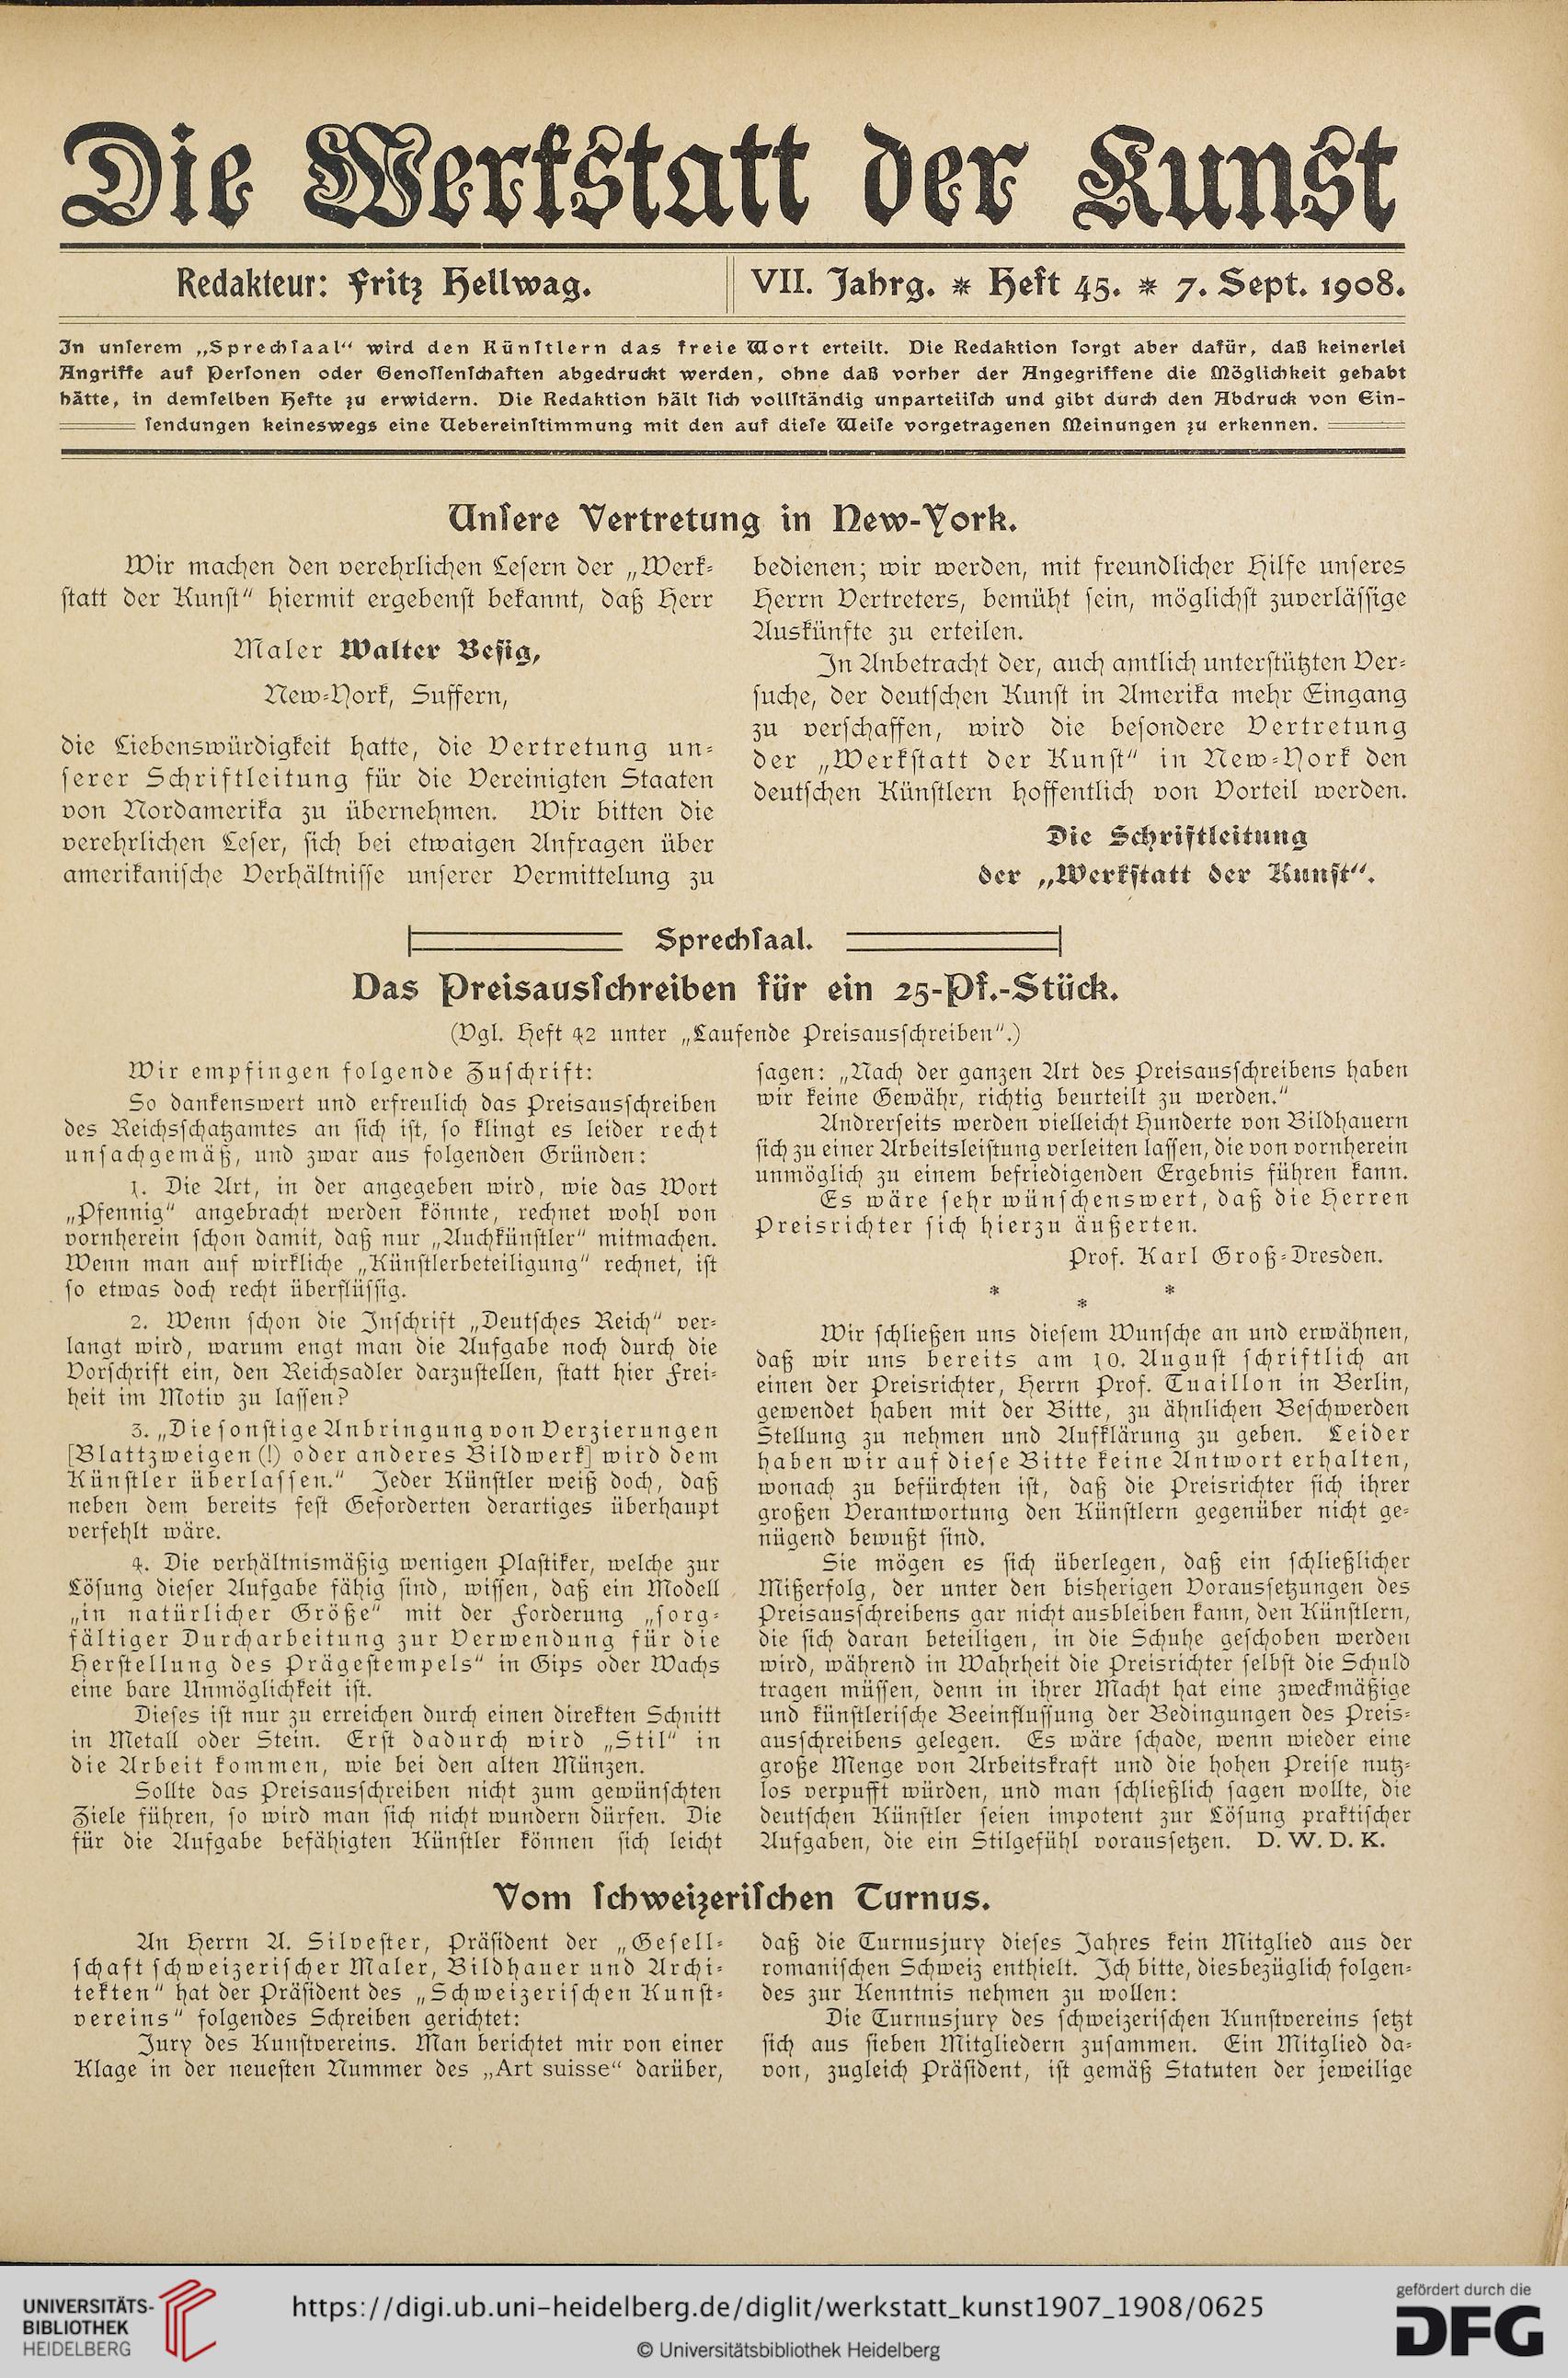 Die Werkstatt der Kunst
Redakteur: Fritz Hellwag.
VII. Jahrg. * Heft 45. * 7. Sept. 1908.
In unserem „Sprechsaal“ wird den Künstlern das freie Wort erteilt. Die Redaktion sorgt aber dafür, daß keinerlei
Angriffe auf Personen oder Genossenschaften abgedruckt werden, ohne daß vorher der Angegriffene die Möglichkeit gehabt
hätte, in demselben Hefte zu erwidern. Die Redaktion hält sich vollständig unparteiisch und gibt durch den Abdruck von Ein-
sendungen keineswegs eine Uebereinstimmung mit den auf diese Weise vorgetragenen Meinungen zu erkennen.
Unsere Vertretung in New-York.
Wir machen den verehrlichen Lesern der „Werk-
statt der Kunst“ hiermit ergebenst bekannt, daß Herr
Maler Walter Besig,
New-York, Suffern,
die Liebenswürdigkeit hatte, die Vertretung un-
serer Schriftleitung für die Vereinigten Staaten
von Nordamerika zu übernehmen. Wir bitten die
verehrlichen Leser, sich bei etwaigen Anfragen über
amerikanische Verhältnisse unserer Vermittelung zu
bedienen; wir werden, mit freundlicher Hilfe unseres
Herrn Vertreters, bemüht sein, möglichst zuverlässige
Auskünfte zu erteilen.
In Anbetracht der, auch amtlich unterstützten Ver-
suche, der deutschen Kunst in Amerika mehr Eingang
zu verschaffen, wird die besondere Vertretung
der „Werkstatt der Kunst“ in New-York den
deutschen Künstlern hoffentlich von Vorteil werden.
Die Schriftleitung
der „Werkstatt der Kunst“.
Sprechsaal.
Das Preisausschreiben für ein 25-Pf.-Stück.
(Vgl. Heft 42 unter „Laufende Preisausschreiben“.)
Wir empfingen folgende Zuschrift:
So dankenswert und erfreulich das Preisausschreiben
des Reichsschatzamtes an sich ist, so klingt es leider recht
unsachgemäß, und zwar aus folgenden Gründen:
1. Die Art, in der angegeben wird, wie das Wort
„Pfennig“ angebracht werden könnte, rechnet wohl von
vornherein schon damit, daß nur „Auchkünstler“ mitmachen.
Wenn man auf wirkliche „Künstlerbeteiligung“ rechnet, ist
so etwas doch recht überflüssig.
2. Wenn schon die Inschrift „Deutsches Reich“ ver-
langt wird, warum engt man die Aufgabe noch durch die
Vorschrift ein, den Reichsadler darzustellen, statt hier Frei-
heit im Motiv zu lassen?
3. „Die sonstige Anbringung von Verzierungen
[Blattzweigen (!) oder anderes Bildwerk] wird dem
Künstler überlassen.“ Jeder Künstler weiß doch, daß
neben dem bereits fest Geforderten derartiges überhaupt
verfehlt wäre.
4. Die verhältnismäßig wenigen Plastiker, welche zur
Lösung dieser Aufgabe fähig sind, wissen, daß ein Modell
„in natürlicher Größe“ mit der Forderung „sorg-
fältiger Durcharbeitung zur Verwendung für die
Herstellung des Prägestempels“ in Gips oder Wachs
eine bare Unmöglichkeit ist.
Dieses ist nur zu erreichen durch einen direkten Schnitt
in Metall oder Stein. Erst dadurch wird „Stil“ in
die Arbeit kommen, wie bei den alten Münzen.
Sollte das Preisausschreiben nicht zum gewünschten
Ziele führen, so wird man sich nicht wundern dürfen. Die
für die Aufgabe befähigten Künstler können sich leicht
sagen: „Nach der ganzen Art des Preisausschreibens haben
wir keine Gewähr, richtig beurteilt zu werden.“
Andrerseits werden vielleicht Hunderte von Bildhauern
sich zu einer Arbeitsleistung verleiten lassen, die von vornherein
unmöglich zu einem befriedigenden Ergebnis führen kann.
Es wäre sehr wünschenswert, daß die Herren
Preisrichter sich hierzu äußerten.
Prof. Karl Groß-Dresden.
* * *
Wir schließen uns diesem Wunsche an und erwähnen,
daß wir uns bereits am 10. August schriftlich an
einen der Preisrichter, Herrn Prof. Tuaillon in Berlin,
gewendet haben mit der Bitte, zu ähnlichen Beschwerden
Stellung zu nehmen und Aufklärung zu geben. Leider
haben wir auf diese Bitte keine Antwort erhalten,
wonach zu befürchten ist, daß die Preisrichter sich ihrer
großen Verantwortung den Künstlern gegenüber nicht ge-
nügend bewußt sind.
Sie mögen es sich überlegen, daß ein schließlicher
Mißerfolg, der unter den bisherigen Voraussetzungen des
Preisausschreibens gar nicht ausbleiben kann, den Künstlern,
die sich daran beteiligen, in die Schuhe geschoben werden
wird, während in Wahrheit die Preisrichter selbst die Schuld
tragen müssen, denn in ihrer Macht hat eine zweckmäßige
und künstlerische Beeinflussung der Bedingungen des Preis-
ausschreibens gelegen. Es wäre schade, wenn wieder eine
große Menge von Arbeitskraft und die hohen Preise nutz-
los verpufft würden, und man schließlich sagen wollte, die
deutschen Künstler seien impotent zur Lösung praktischer
Aufgaben, die ein Stilgefühl voraussetzen. D. W. D. K.
Vom schweizerischen Turnus.
An Herrn A. Silvester, Präsident der „Gesell-
schaft schweizerischer Maler, Bildhauer und Archi-
tekten“ hat der Präsident des „Schweizerischen Kunst-
vereins“ folgendes Schreiben gerichtet:
Jury des Kunstvereins. Man berichtet mir von einer
Klage in der neuesten Nummer des „Art suisse“ darüber,
daß die Turnusjury dieses Jahres kein Mitglied aus der
romanischen Schweiz enthielt. Ich bitte, diesbezüglich folgen-
des zur Kenntnis nehmen zu wollen:
Die Turnusjury des schweizerischen Kunstvereins setzt
sich aus sieben Mitgliedern zusammen. Ein Mitglied da-
von, zugleich Präsident, ist gemäß Statuten der jeweilige
UNIVERSITÄTS-
BIBLIOTHEK
HEIDELBERG
https://digi.ub.uni-heidelberg.de/diglit/werkstatt_kunst1907_1908/0625
© Universitätsbibliothek Heidelberg
gefördert durch die
DFG